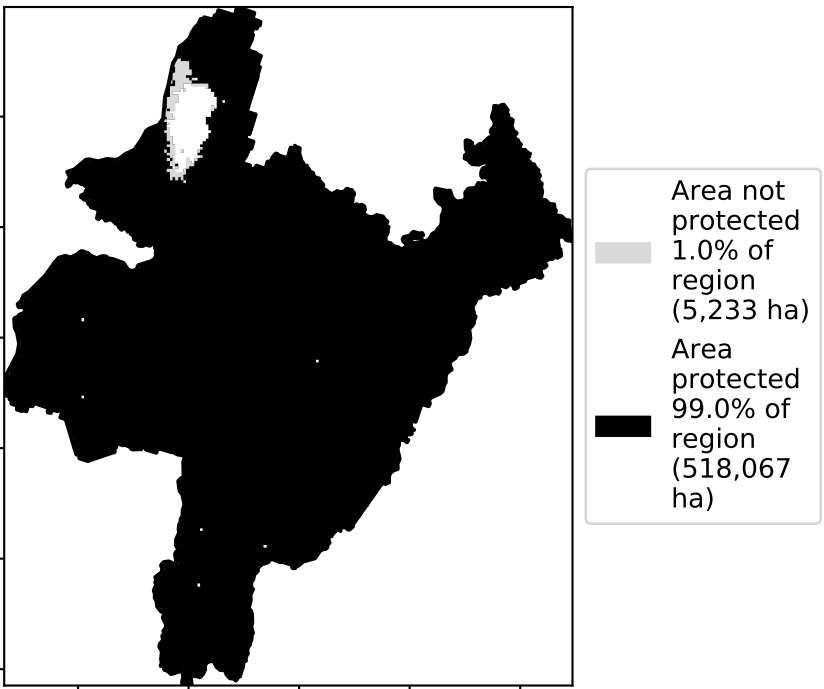 Area not
protected
1.0% of
region
(5,233 ha)
Area
protected
99.0% of
region
(518,067
ha)